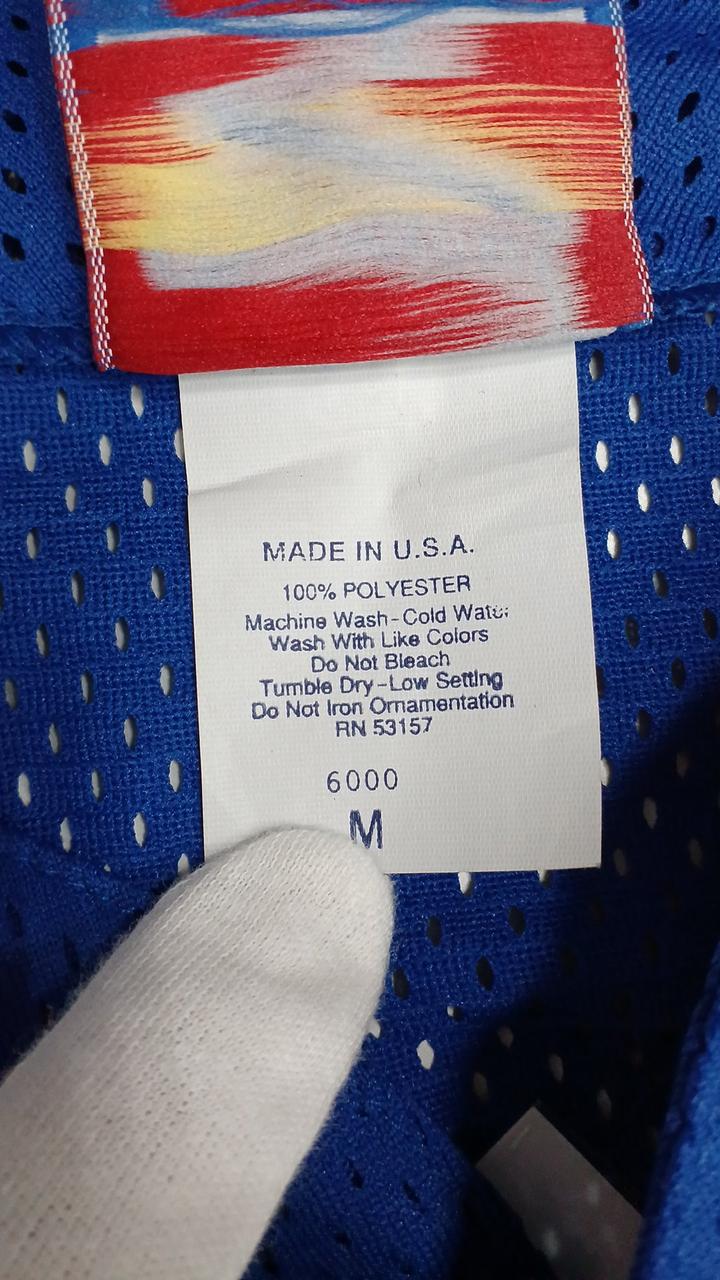 MADE IN U.S.A.
100% POLYESTER
Machine Wash-Cold Water
Wash With Like Colors
Do Not Bleach
Tumble Dry-Low Setting
Do Not Iron Ornamentation
RN 53157
6000
M